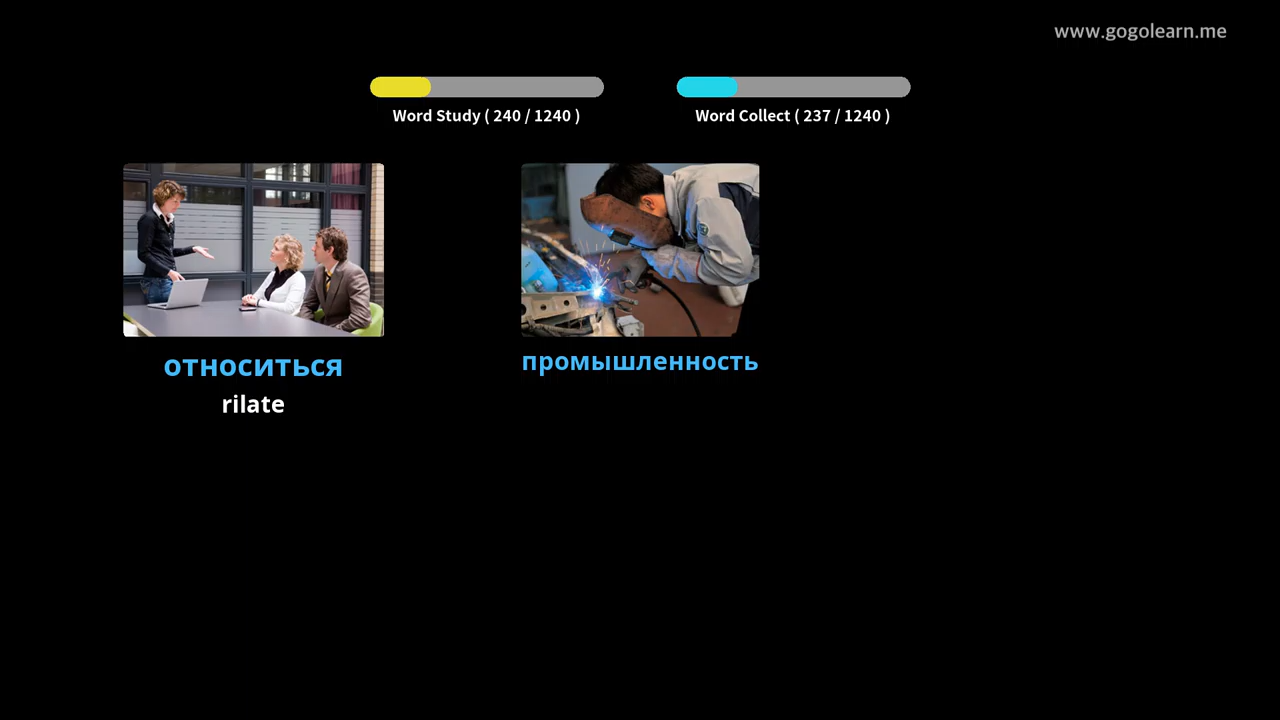 www.gogolearn.me
Word Study ( 240 / 1240 )
Word Collect ( 237 / 1240 )
относиться
rilate
промышленность